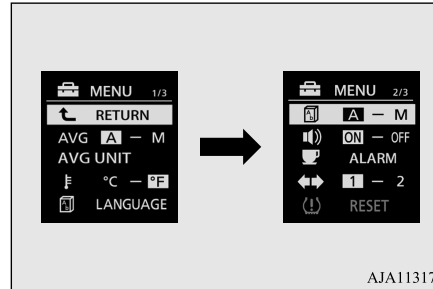 MENU 1/3
RETURN
AVG A – M
AVG UNIT
°C – °F
LANGUAGE
MENU 2/3
A – M
ON – OFF
ALARM
1 – 2
RESET
AJA11317